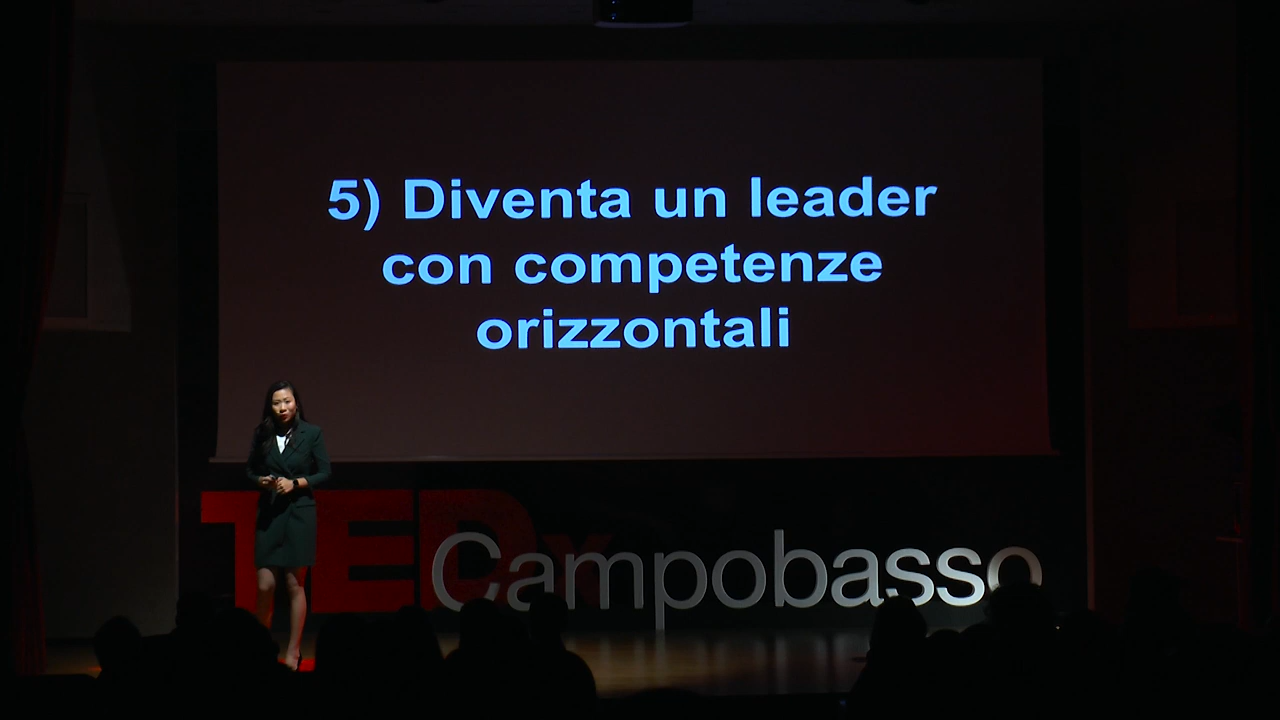 5) Diventa un leader
con competenze
orizzontali
TEDx
Campobasso